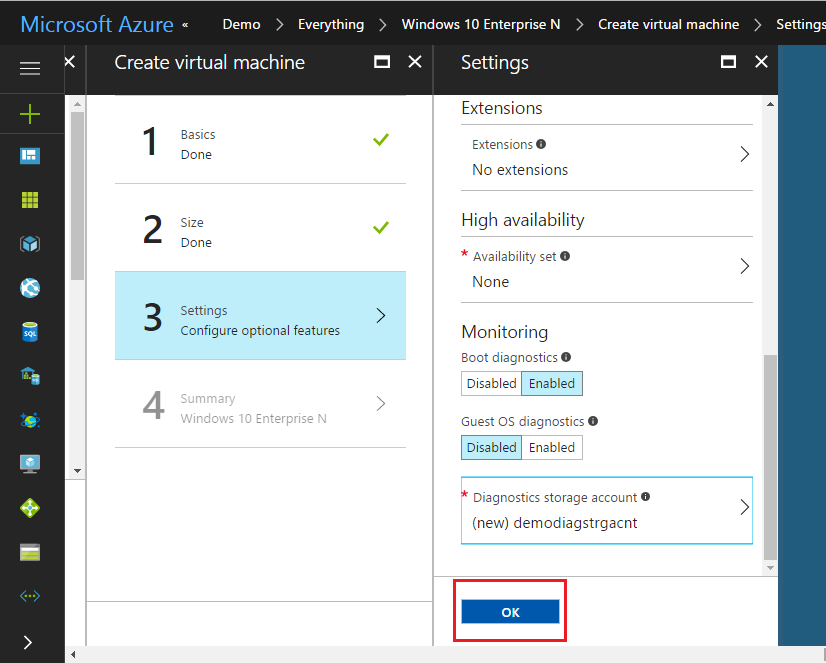 Microsoft Azure « Demo > Everything > Windows 10 Enterprise N > Create virtual machine > Settings
Create virtual machine
1
Basics
Done
2
Size
Done
3
Settings
Configure optional features
4
Summary
Windows 10 Enterprise N
Settings
Extensions
Extensions
No extensions
High availability
* Availability set
None
Monitoring
Boot diagnostics
Disabled Enabled
Guest OS diagnostics
Disabled Enabled
* Diagnostics storage account
(new) demodiagstrgacnt
OK
SQL